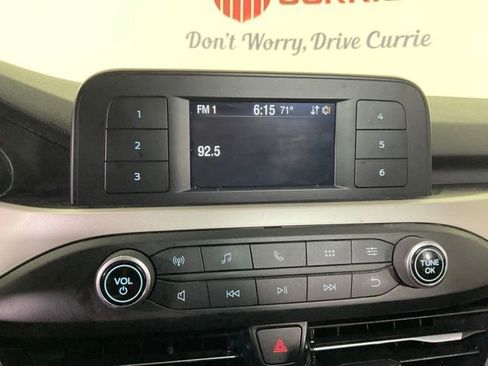 CURRIE
Don't Worry, Drive Currie
FM 1 6:15 71°
92.5
1
2
3
4
5
6
VOL
TUNE
OK